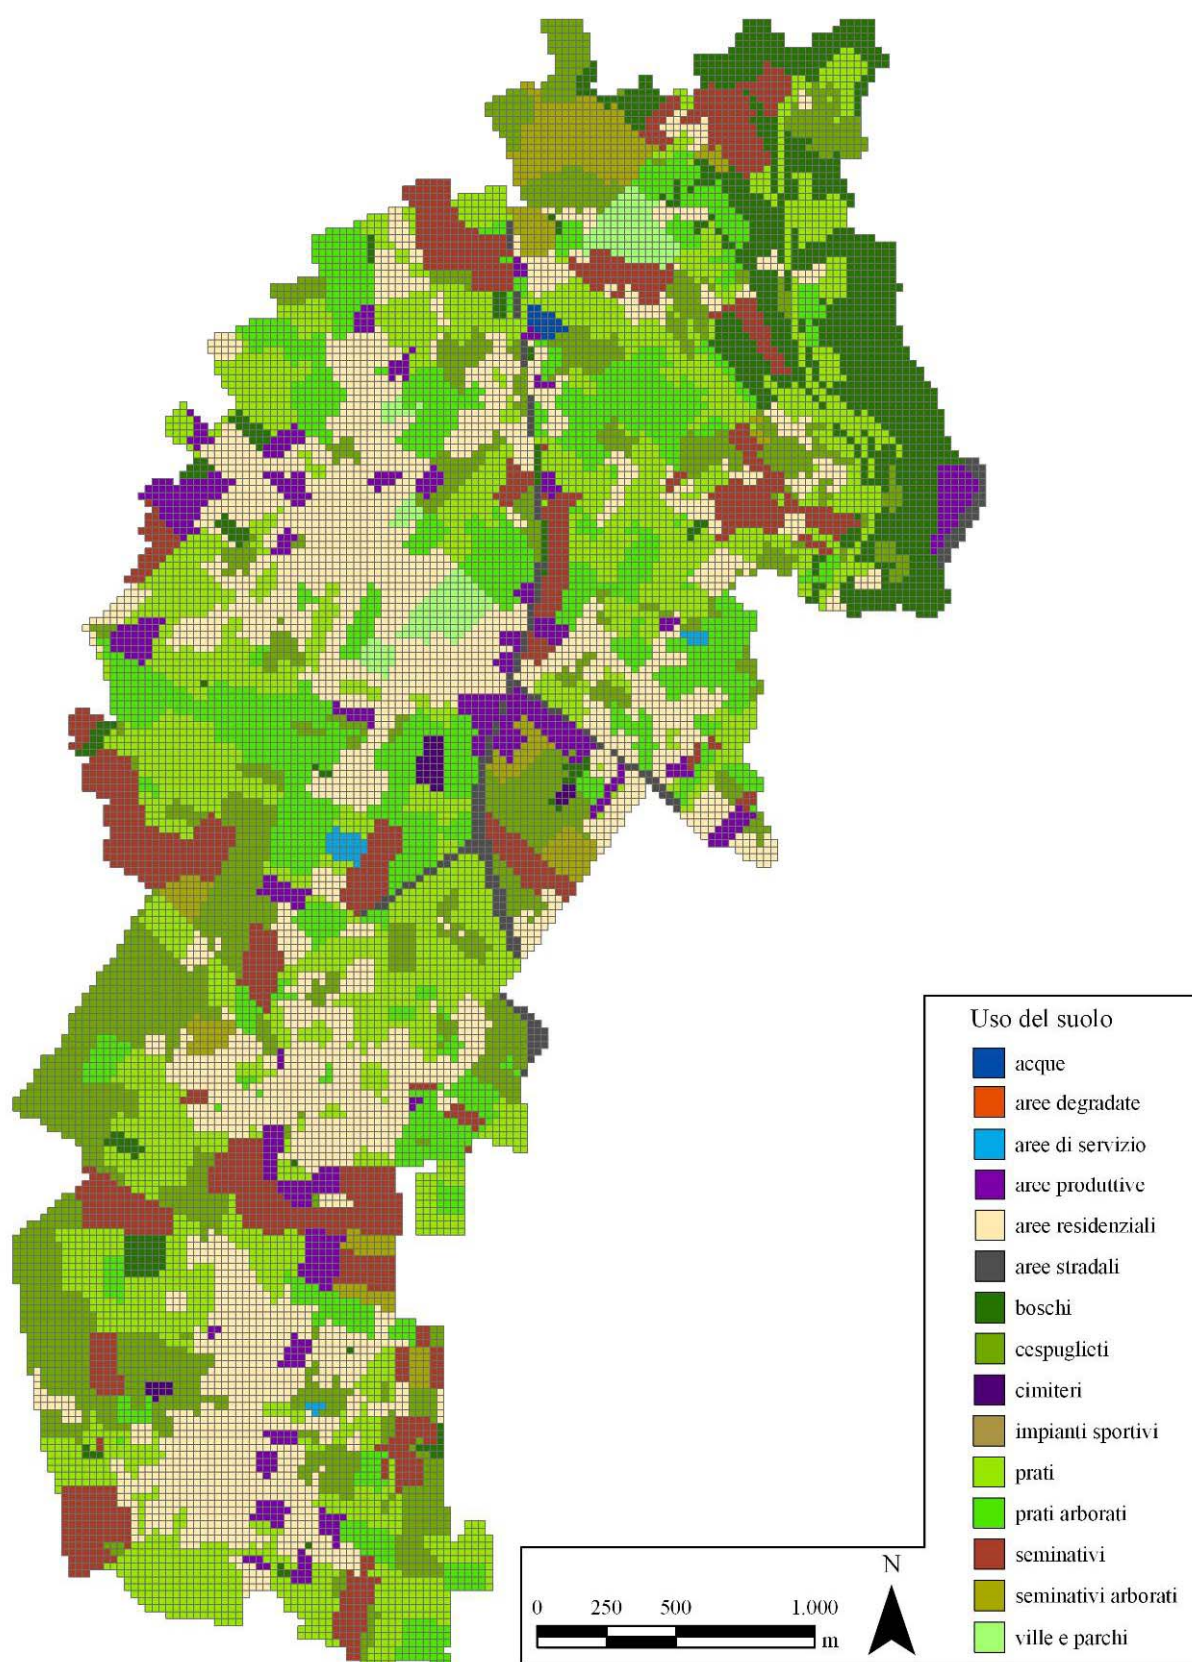 Uso del suolo
acque
aree degradate
aree di servizio
aree produttive
aree residenziali
aree stradali
boschi
cespuglieti
cimiteri
impianti sportivi
prati
prati arborati
seminativi
seminativi arborati
ville e parchi
N
0 250 500 1.000
m